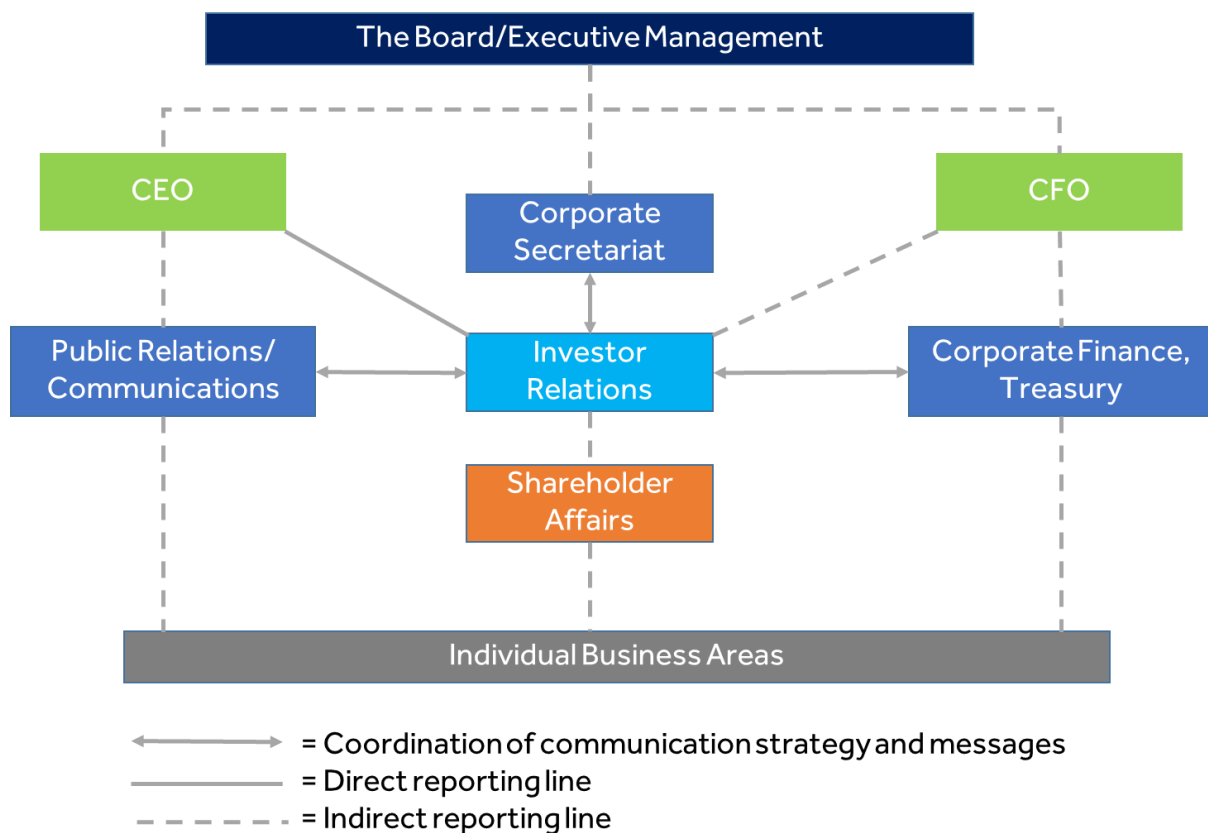 The Board/Executive Management
CEO
CFO
Corporate
Secretariat
Public Relations/
Communications
Investor
Relations
Corporate Finance,
Treasury
Shareholder
Affairs
Individual Business Areas
= Coordination of communication strategy and messages
= Direct reporting line
= Indirect reporting line